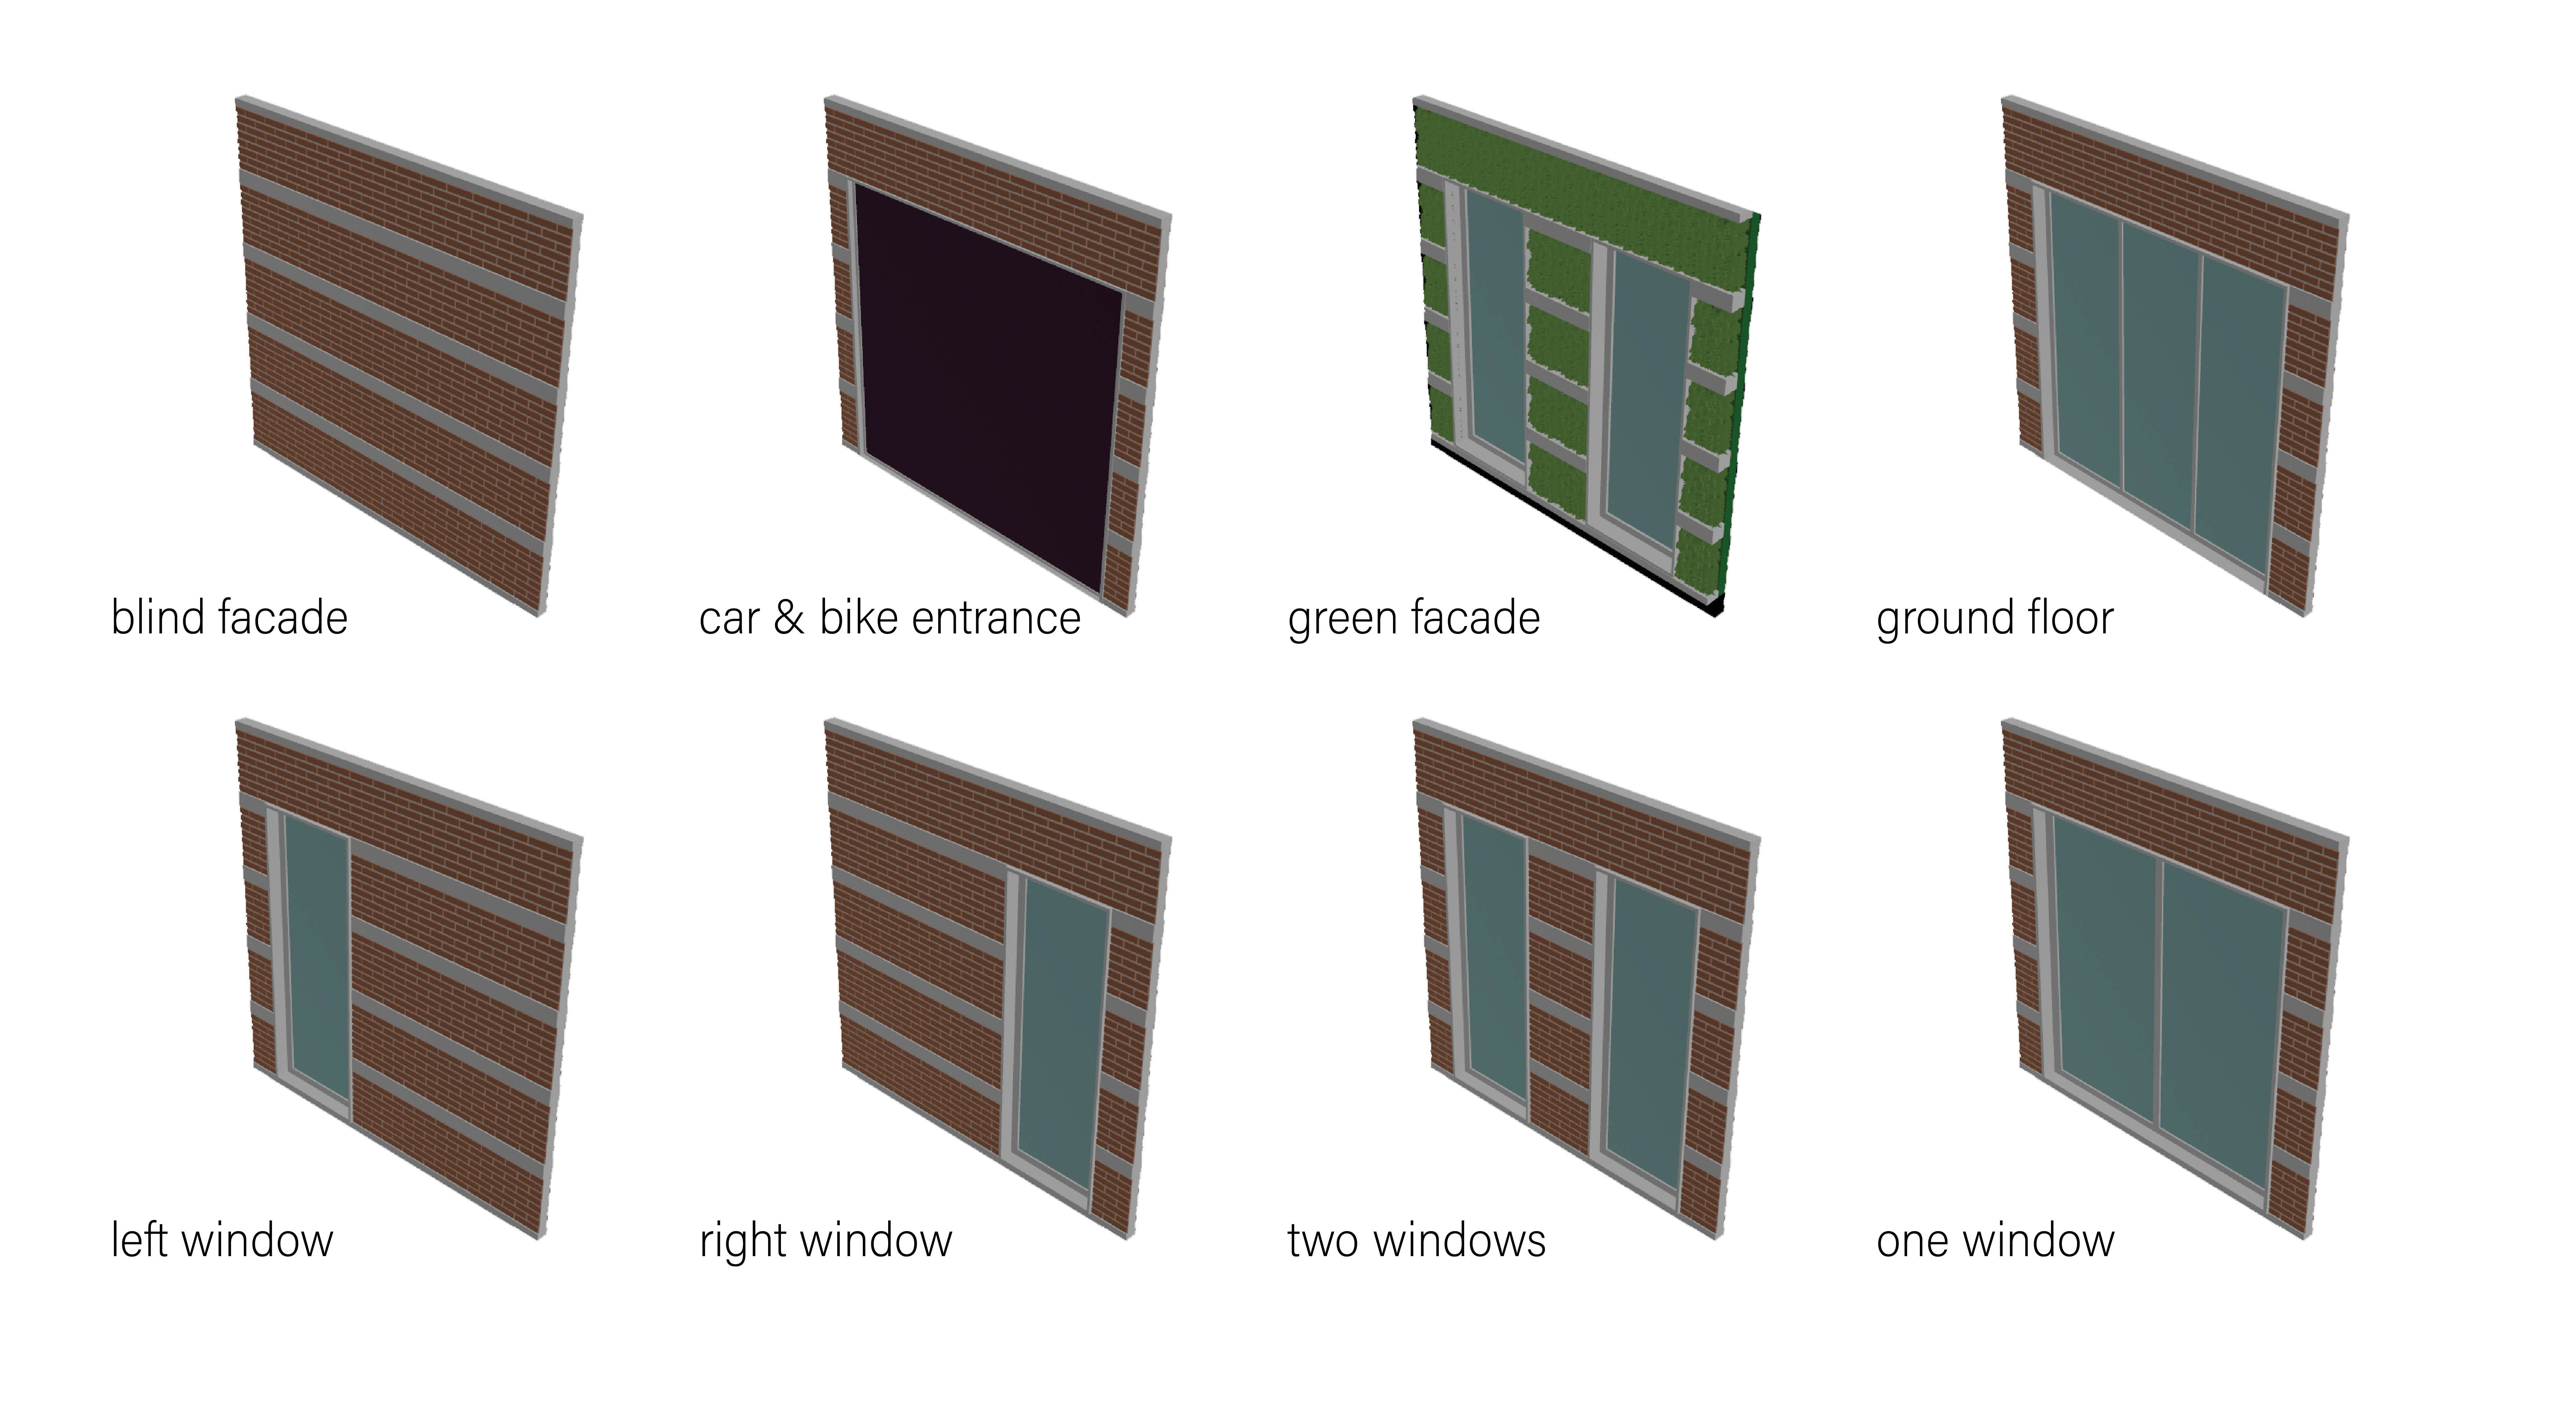 blind facade
car & bike entrance
green facade
ground floor
left window
right window
two windows
one window